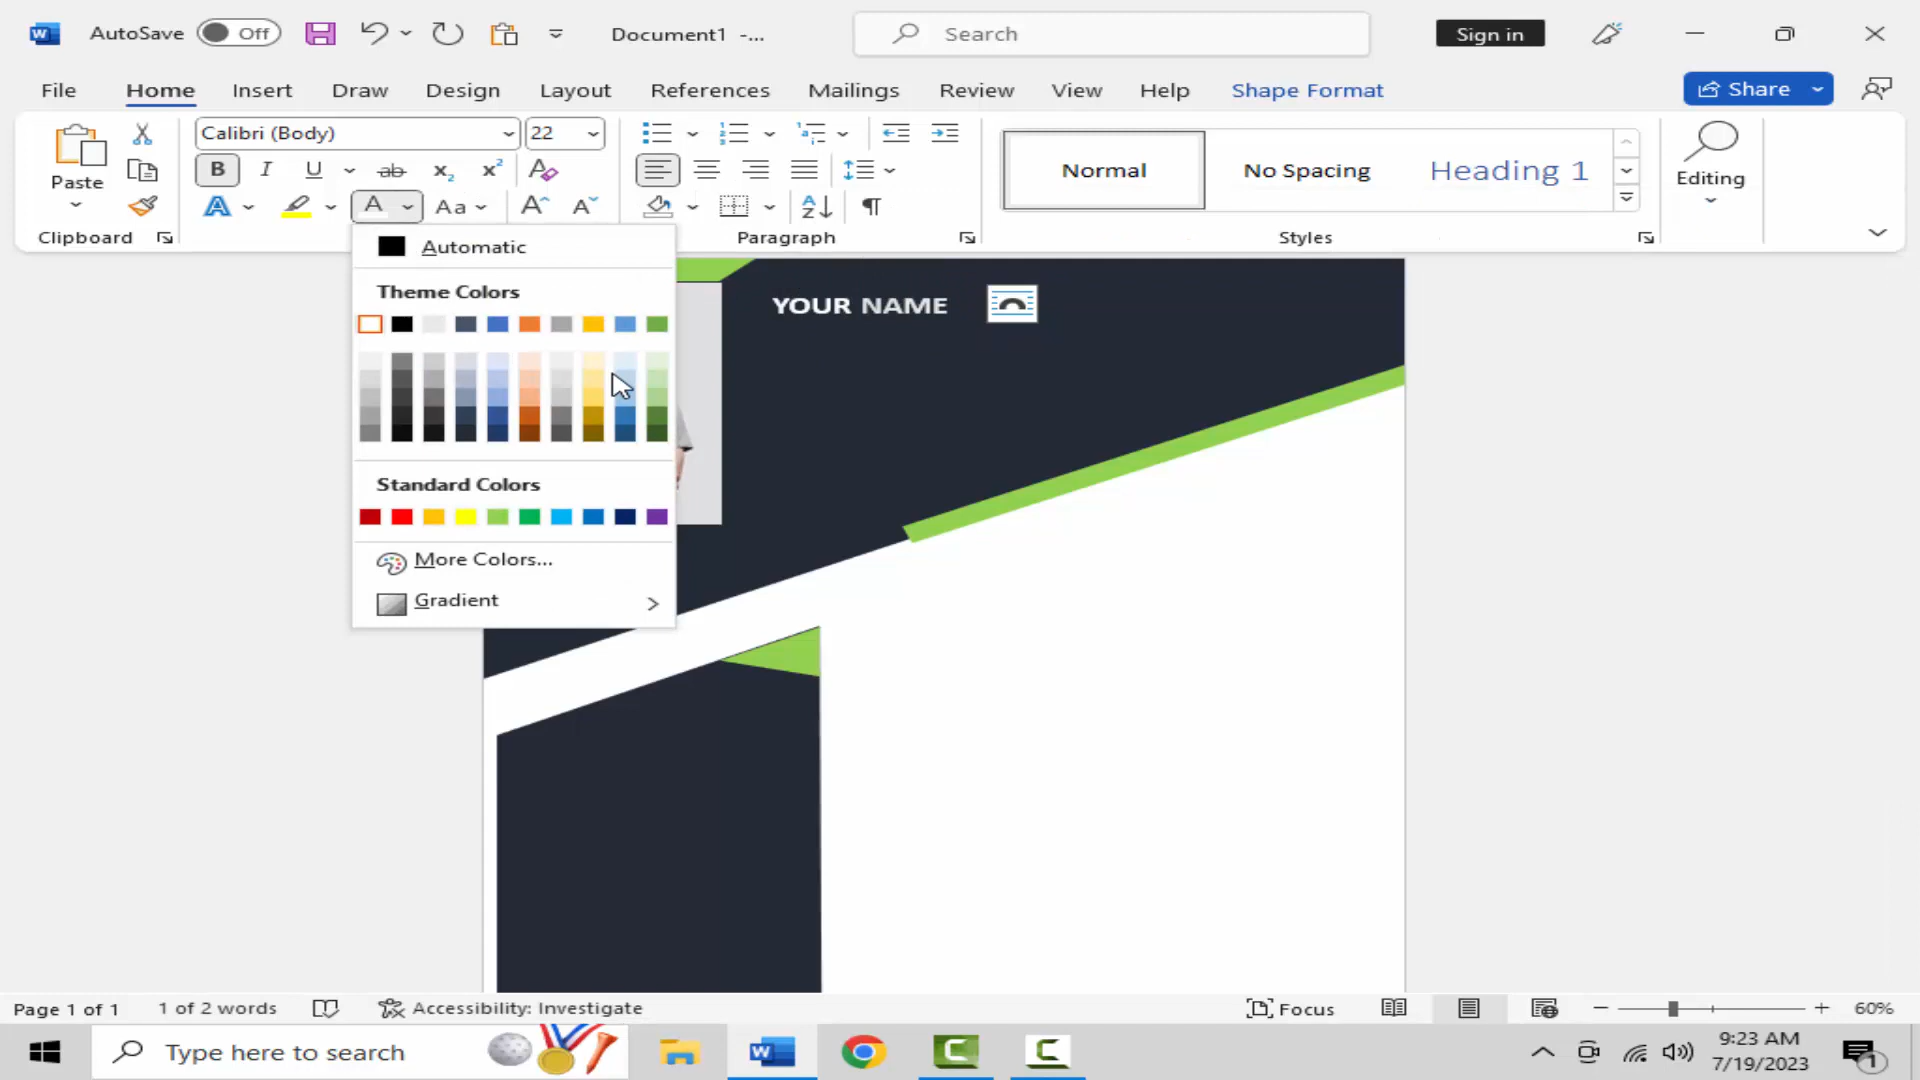 AutoSave Off Document1 -... Search Sign in
File Home Insert Draw Design Layout References Mailings Review View Help Shape Format Share
Paste Calibri (Body) 22 Normal No Spacing Heading 1 Editing
B I U ab x₂ x²
A A Aa A A A Z
Clipboard Paragraph Styles
Automatic
Theme Colors
YOUR NAME
Standard Colors
More Colors...
Gradient
Page 1 of 1 1 of 2 words Accessibility: Investigate Focus 60%
Type here to search 9:23 AM
7/19/2023 1